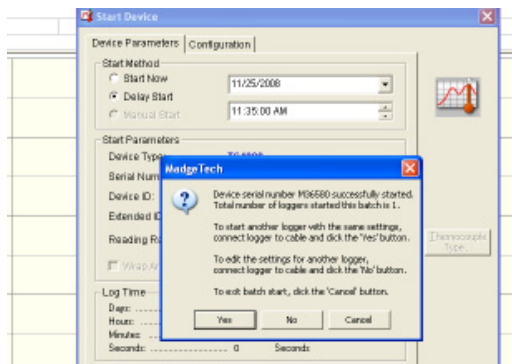 Start Device
Device Parameters Configuration
Start Method
Start Now
11/25/2008
Delay Start
Manual Start
11:35:00 AM
Start Parameters
Device Type:
MadgeTech
Serial Num
Device serial number M36580 successfully started.
Total number of loggers started this batch is 1.
Device ID:
Extended ID
To start another logger with the same settings,
connect logger to cable and click the 'Yes' button.
Reading Ra
Thermocouple
Type...
To edit the settings for another logger,
connect logger to cable and click the 'No' button.
Wrap Ar
To exit batch start, click the 'Cancel' button.
Log Time
Days:
Hours:
Yes No Cancel
Minutes:
Seconds: 0 Seconds